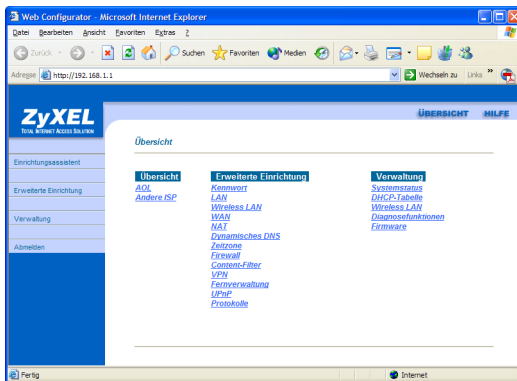 Web Configurator - Microsoft Internet Explorer
Datei Bearbeiten Ansicht Favoriten Extras ?
Zurück Suchen Favoriten Medien
Adresse http://192.168.1.1 Wechseln zu Links »
ZyXEL
TOTAL INTERNET ACCESS SOLUTION
ÜBERSICHT HILFE
Übersicht
Einrichtungsassistent
Erweiterte Einrichtung
Verwaltung
Abmelden
Übersicht
AOL
Andere ISP
Erweiterte Einrichtung
Kennwort
LAN
Wireless LAN
WAN
NAT
Dynamisches DNS
Zeitzone
Firewall
Content-Filter
VPN
Fernverwaltung
UPnP
Protokolle
Verwaltung
Systemstatus
DHCP-Tabelle
Wireless LAN
Diagnosefunktionen
Firmware
Fertig Internet